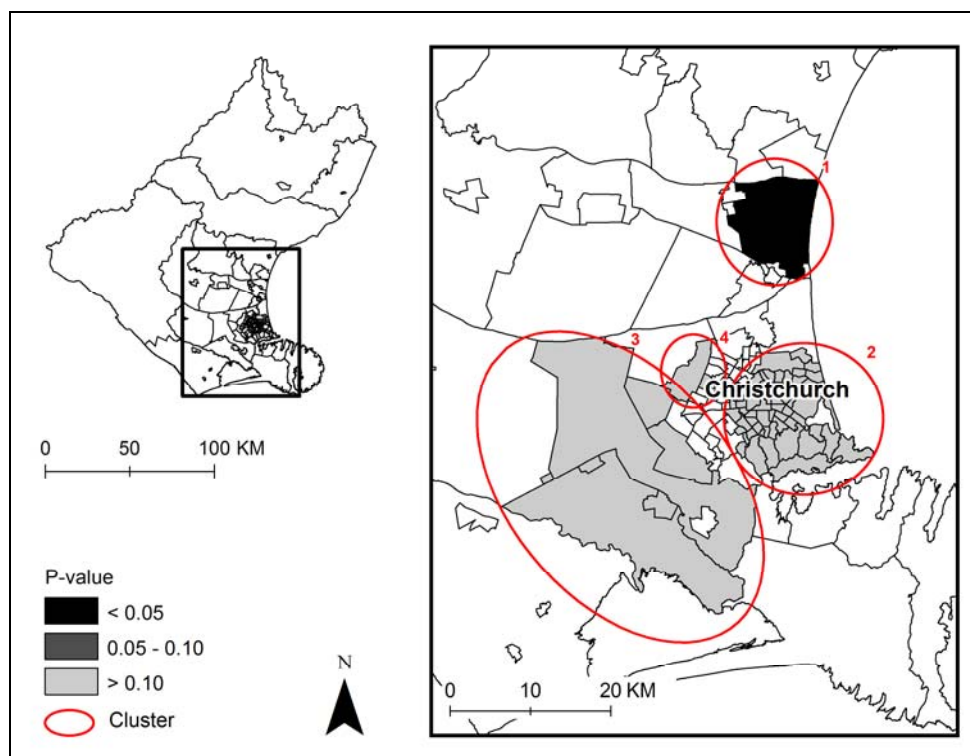 1
3
4
2
Christchurch
0 50 100 KM
P-value
< 0.05
0.05 - 0.10
> 0.10
Cluster
N
0 10 20 KM